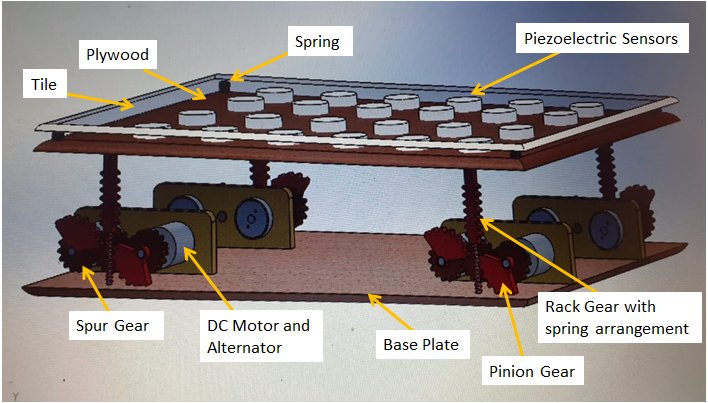 Spring
Piezoelectric Sensors
Plywood
Tile
Spur Gear
DC Motor and
Alternator
Base Plate
Rack Gear with
spring arrangement
Pinion Gear
Y